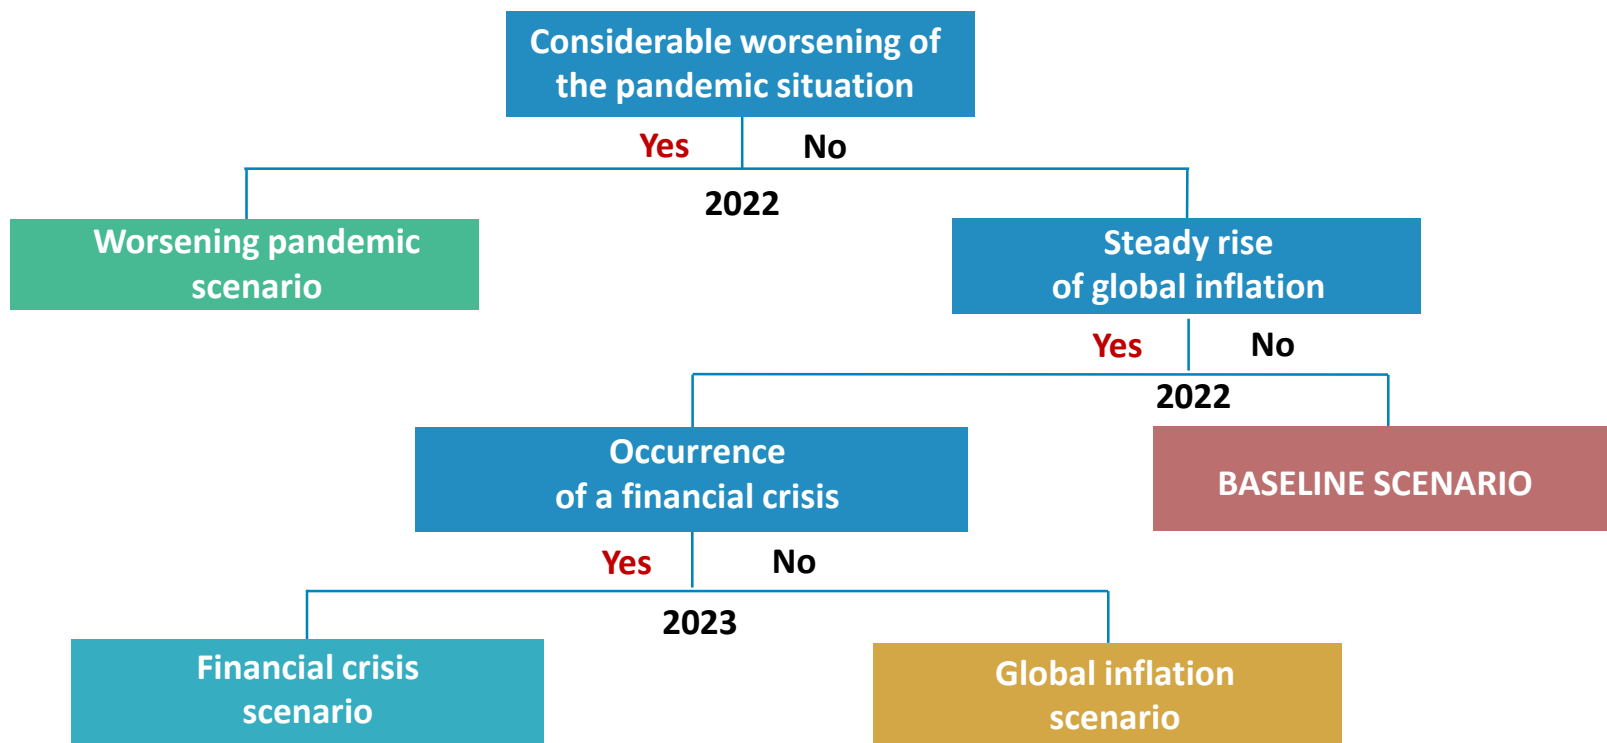 Considerable worsening of
the pandemic situation
Yes
No
2022
Worsening pandemic
scenario
Steady rise
of global inflation
Yes
No
2022
Occurrence
of a financial crisis
BASELINE SCENARIO
Yes
No
2023
Financial crisis
scenario
Global inflation
scenario